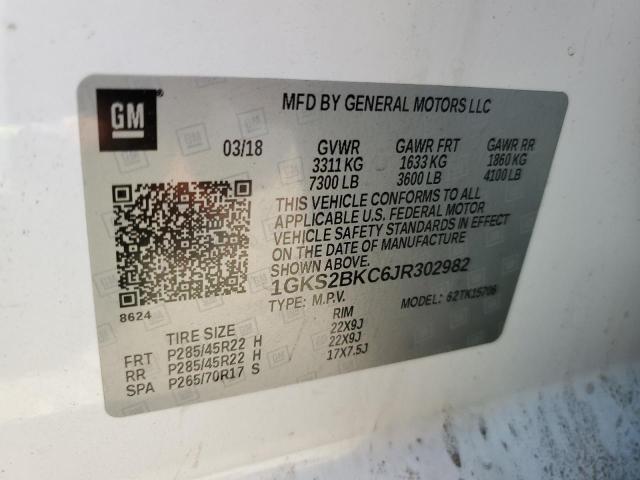 GM
MFD BY GENERAL MOTORS LLC
03/18 GVWR GAWR FRT GAWR RR
3311 KG 1633 KG 1860 KG
7300 LB 3600 LB 4100 LB
THIS VEHICLE CONFORMS TO ALL
APPLICABLE U.S. FEDERAL MOTOR
VEHICLE SAFETY STANDARDS IN EFFECT
ON THE DATE OF MANUFACTURE
SHOWN ABOVE.
1GKS2BKC6JR302982
TYPE: M.P.V. MODEL: 62TK15706
8624
TIRE SIZE RIM
FRT P285/45R22 H 22X9J
RR P285/45R22 H 22X9J
SPA P265/70R17 S 17X7.5J